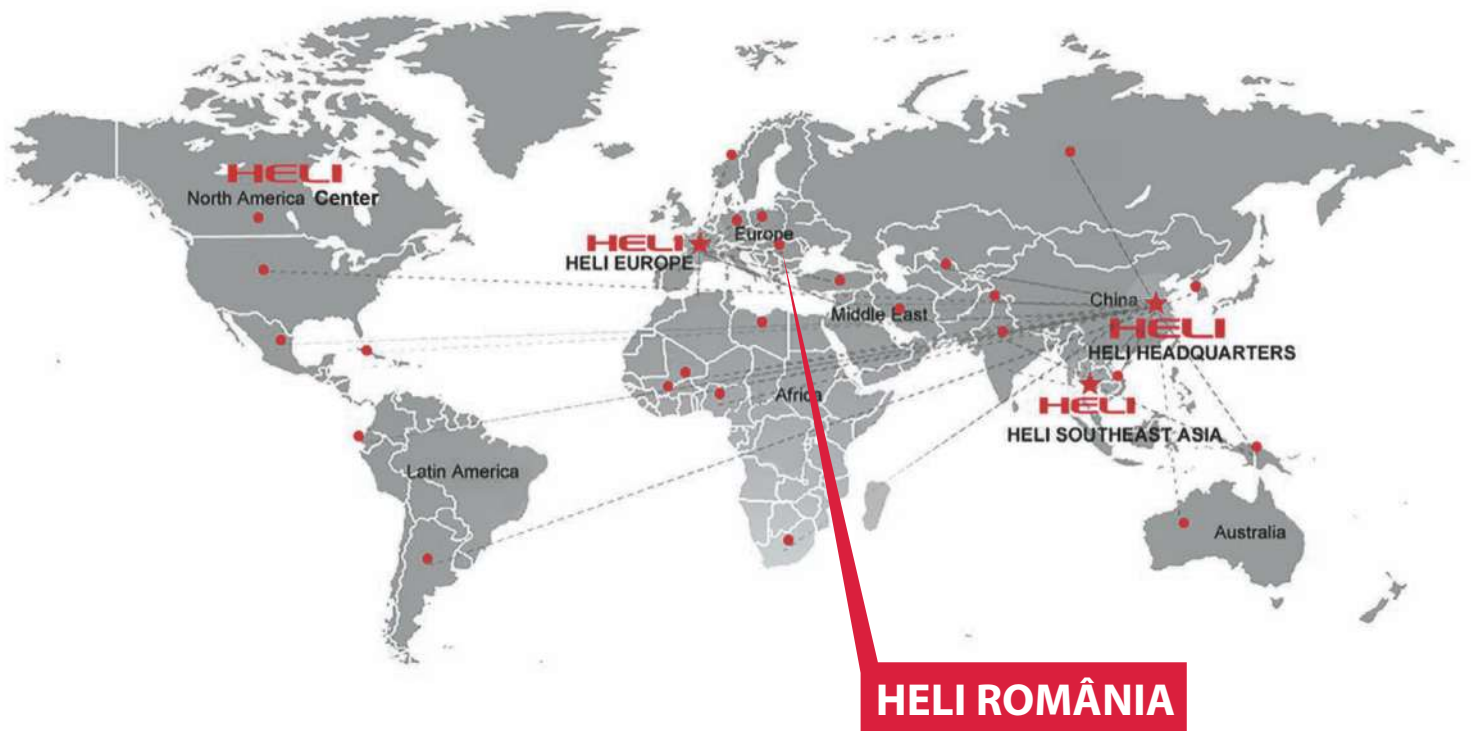 HELI
North America Center
HELI
HELI EUROPE
Europe
Middle East
China
HELI
HELI HEADQUARTERS
HELI
HELI SOUTHEAST ASIA
Africa
Latin America
Australia
HELI ROMÂNIA